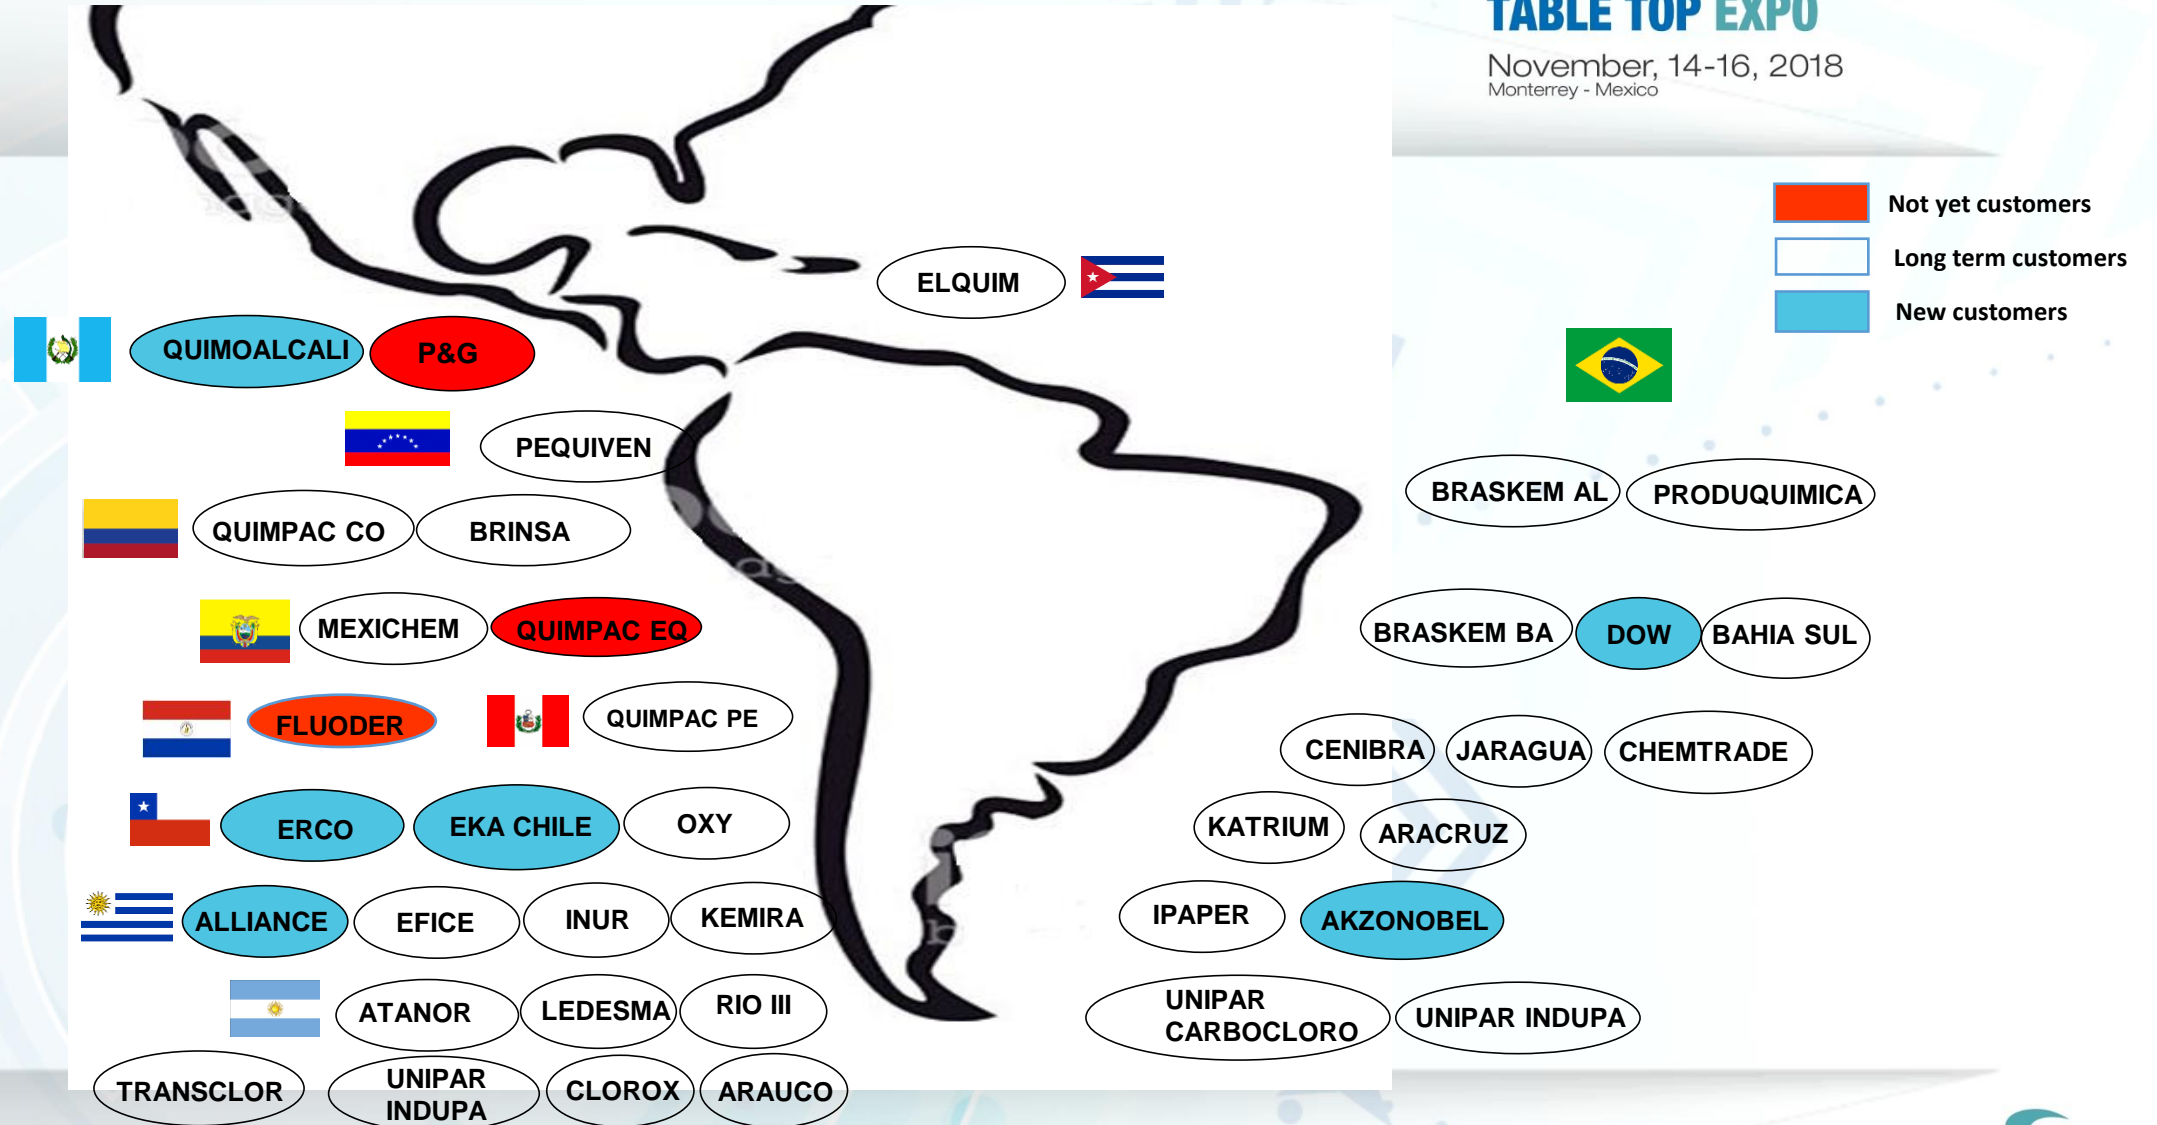 TABLE TOP EXPO
November, 14-16, 2018
Monterrey - Mexico
Not yet customers
Long term customers
New customers
ELQUIM
QUIMOALCALI
P&G
PEQUIVEN
QUIMPAC CO
BRINSA
MEXICHEM
QUIMPAC EQ
FLUODER
QUIMPAC PE
ERCO
EKA CHILE
OXY
ALLIANCE
EFICE
INUR
KEMIRA
ATANOR
LEDESMA
RIO III
TRANSCLOR
UNIPAR
INDUPA
CLOROX
ARAUCO
BRASKEM AL
PRODUQUIMICA
BRASKEM BA
DOW
BAHIA SUL
CENIBRA
JARAGUA
CHEMTRADE
KATRIUM
ARACRUZ
IPAPER
AKZONOBEL
UNIPAR
CARBOCLORO
UNIPAR INDUPA